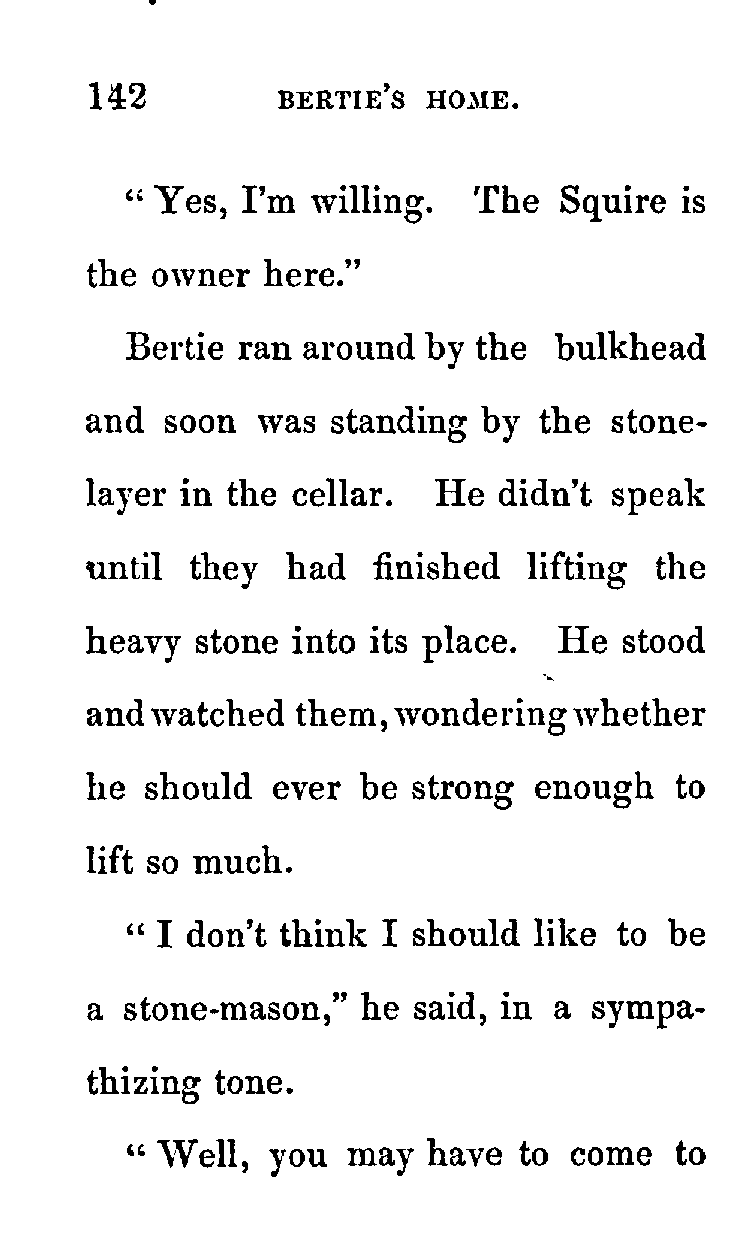 142 BERTIE'S HOME.
“Yes, I'm willing. The Squire is
the owner here.”
Bertie ran around by the bulkhead
and soon was standing by the stone-
layer in the cellar. He didn't speak
until they had finished lifting the
heavy stone into its place. He stood
and watched them, wondering whether
he should ever be strong enough to
lift so much.
“I don't think I should like to be
a stone-mason,” he said, in a sympa-
thizing tone.
“Well, you may have to come to